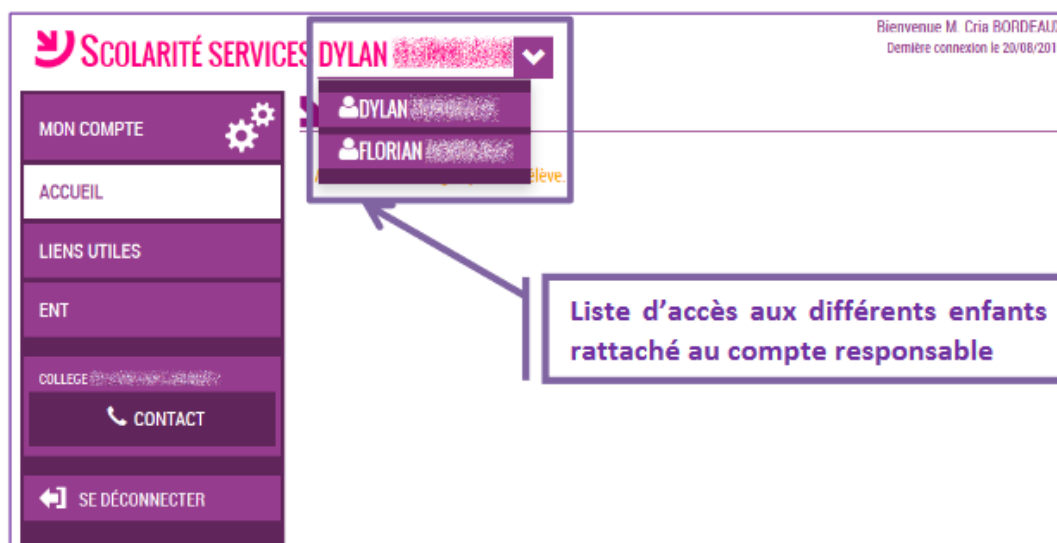 SCOLARITÉ SERVICES DYLAN
Bienvenue M. Cria BORDEAUX
Dernière connexion le 20/08/201
MON COMPTE
DYLAN
FLORIAN
élève.
ACCUEIL
LIENS UTILES
ENT
Liste d'accès aux différents enfants
rattaché au compte responsable
COLLEGE
CONTACT
SE DÉCONNECTER